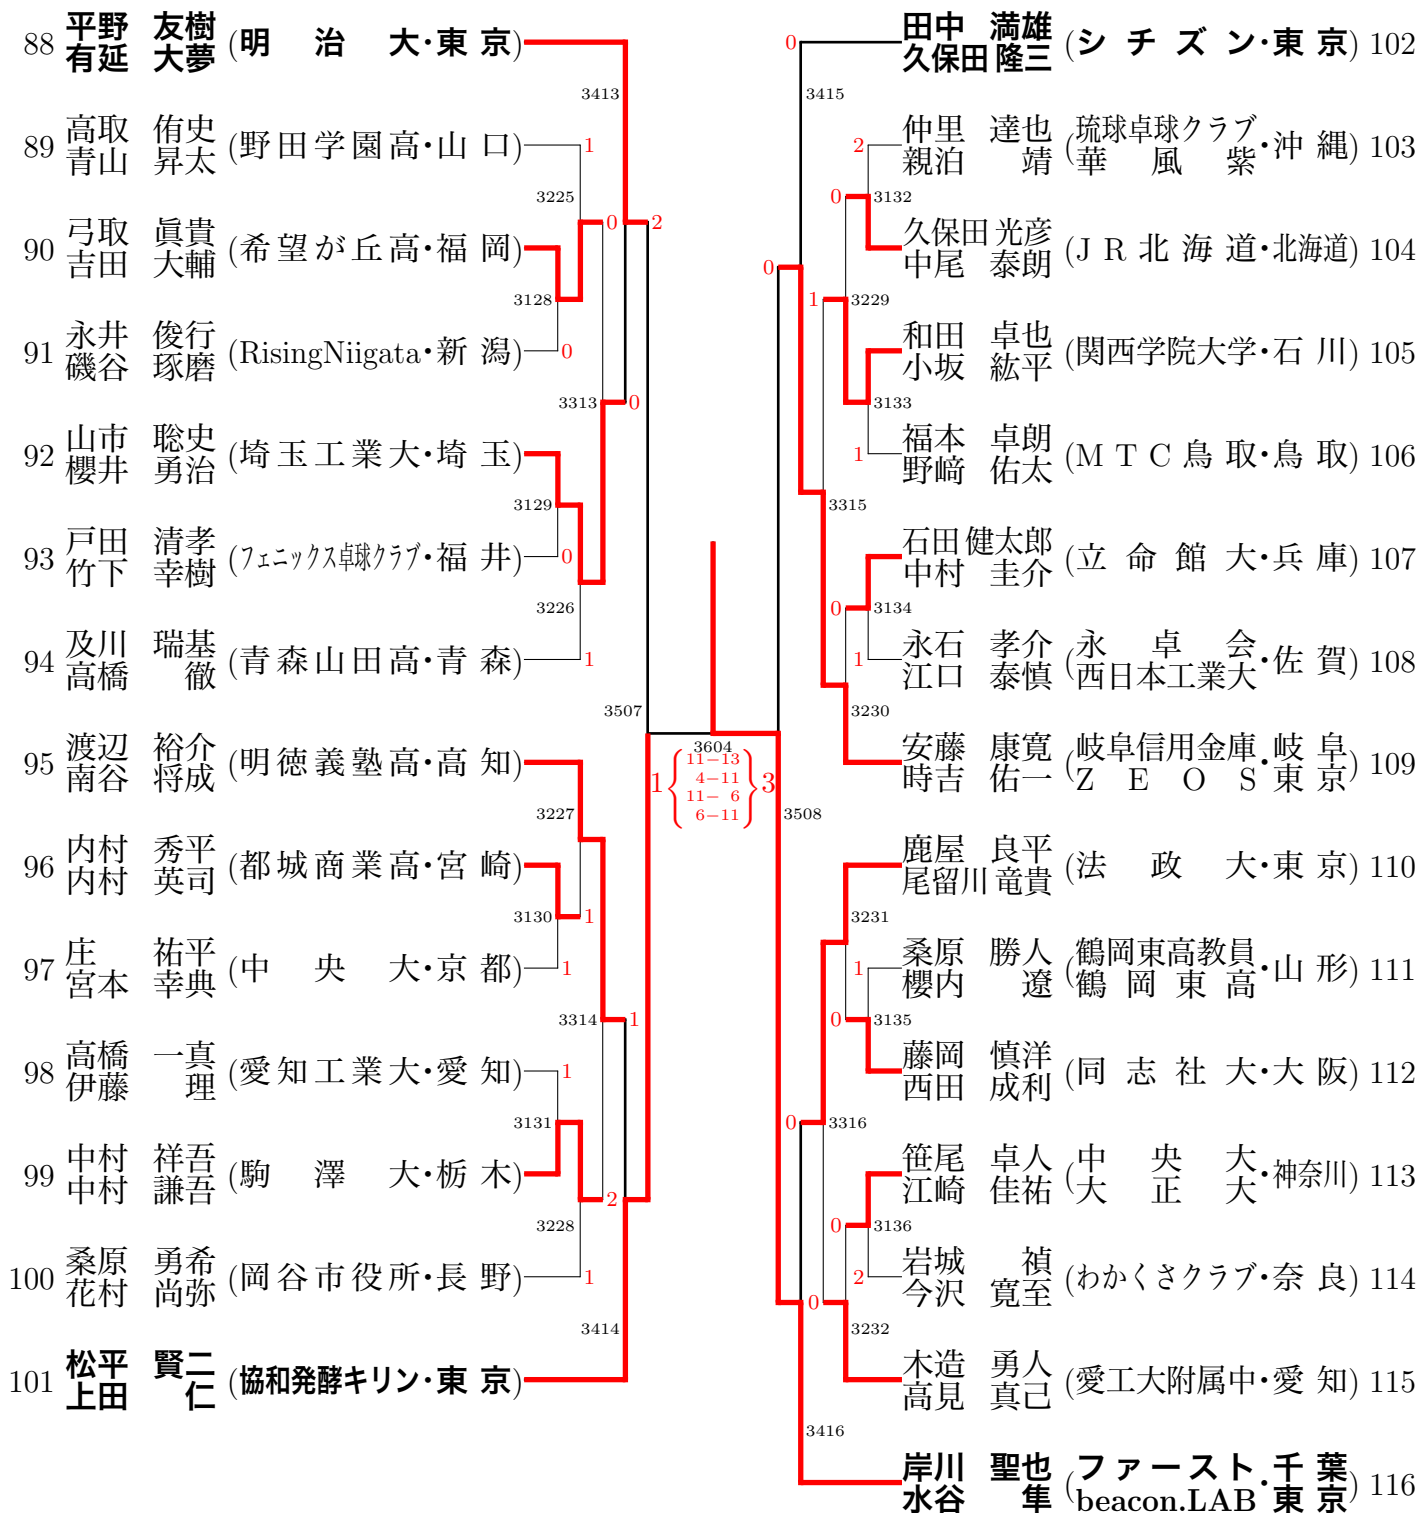 88 平野 友樹 有延 大夢 (明治大・東京)
89 高取 侑史 青山 昇太 (野田学園高・山口)
90 弓取 眞貴 吉田 大輔 (希望が丘高・福岡)
91 永井 俊行 磯谷 琢磨 (RisingNiigata・新潟)
92 山市 聡史 櫻井 勇治 (埼玉工業大・埼玉)
93 戸田 清孝 竹下 幸樹 (フェニックス卓球クラブ・福井)
94 及川 瑞基 高橋 徹 (青森山田高・青森)
95 渡辺 裕介 南谷 将成 (明徳義塾高・高知)
96 内村 秀平 内村 英司 (都城商業高・宮崎)
97 庄 祐平 宮本 幸典 (中央大・京都)
98 高橋 一真 伊藤 理 (愛知工業大・愛知)
99 中村 祥吾 中村 謙吾 (駒澤大・栃木)
100 桑原 勇希 花村 尚弥 (岡谷市役所・長野)
101 松平 賢二 上田 仁 (協和発酵キリン・東京)
3413
1
3225
0
2
3128
0
3313
0
3129
0
3226
1
3507
3227
3130
1
1
3314
1
1
3131
2
3228
1
3414
3604
1
11-13
4-11
11- 6
6-11
3
0
3415
2
0
3132
0
1
3229
3133
1
3315
0
3134
1
3230
3508
3231
1
0
3135
0
3316
0
3136
2
0
3232
3416
田中 満雄 久保田 隆三 (シチズン・東京) 102
仲里 達也 親泊 靖 (琉球卓球クラブ 華風紫・沖縄) 103
久保田 光彦 中尾 泰朗 (JR北海道・北海道) 104
和田 卓也 小坂 紘平 (関西学院大学・石川) 105
福本 卓朗 野﨑 佑太 (MTC鳥取・鳥取) 106
石田 健太郎 中村 圭介 (立命館大・兵庫) 107
永石 孝介 江口 泰慎 (永卓会 西日本工業大・佐賀) 108
安藤 康寛 時吉 佑一 (岐阜信用金庫 ZEOS・岐阜 東京) 109
鹿屋 良平 尾留川 竜貴 (法政大・東京) 110
桑原 勝人 櫻内 遼 (鶴岡東高教員 鶴岡東高・山形) 111
藤岡 慎洋 西田 成利 (同志社大・大阪) 112
笹尾 卓人 江崎 佳祐 (中央大 大正大・神奈川) 113
岩城 禎 今沢 寛至 (わかくさクラブ・奈良) 114
木造 勇人 高見 真己 (愛工大附属中・愛知) 115
岸川 聖也 水谷 隼 (ファースト beacon.LAB・千葉 東京) 116